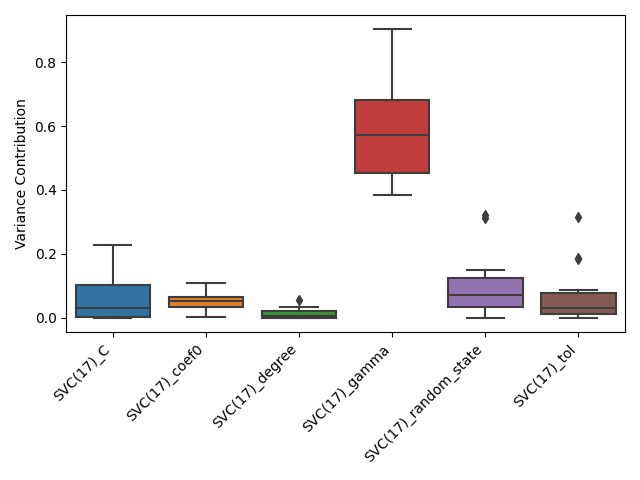 Variance Contribution
0.8
0.6
0.4
0.2
0.0
SVC(17)_C
SVC(17)_coef0
SVC(17)_degree
SVC(17)_gamma
SVC(17)_random_state
SVC(17)_tol